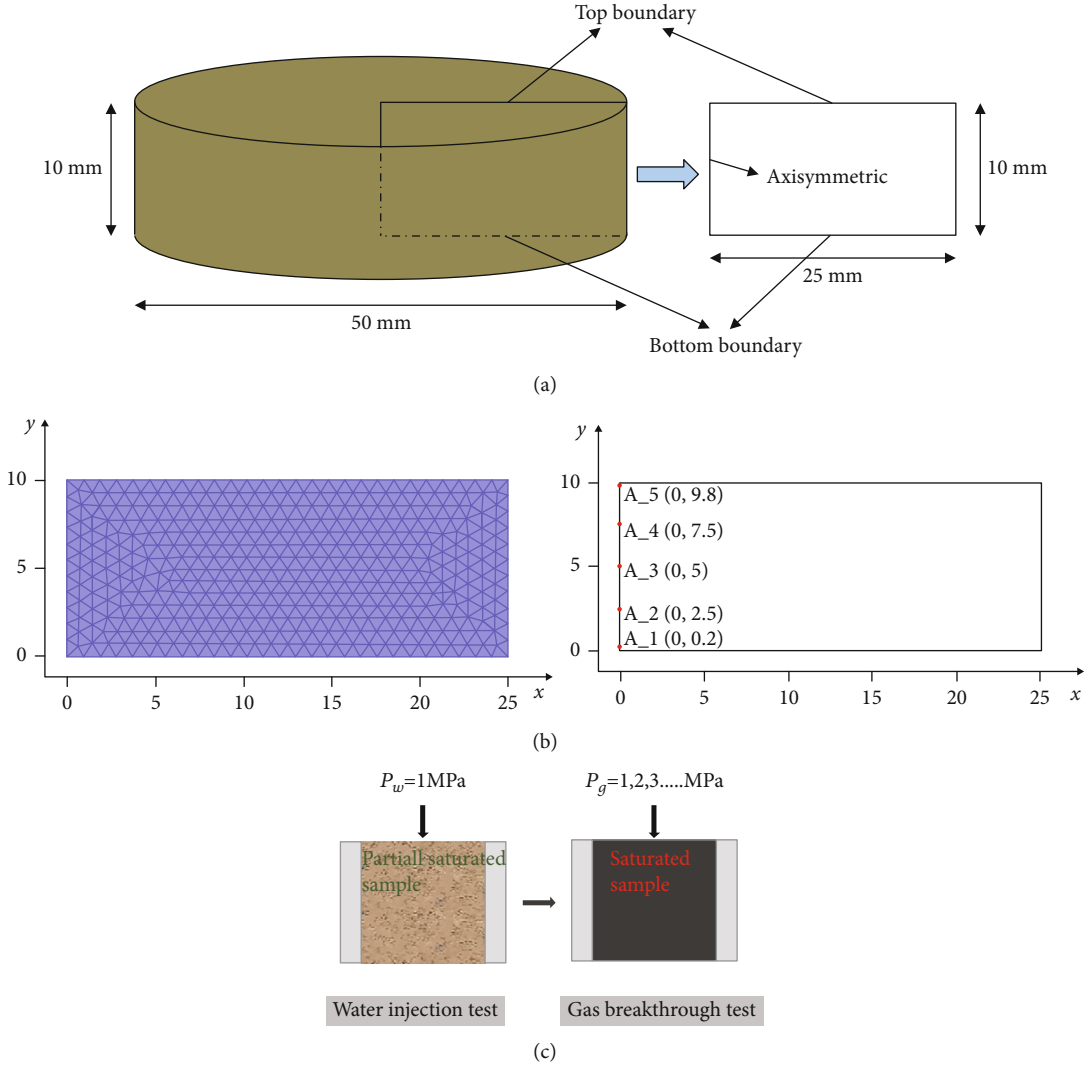 Top boundary
10 mm
Axisymmetric
10 mm
25 mm
50 mm
Bottom boundary
(a)
y
10
5
0
0 5 10 15 20 25 x
y
10
5
0
A_5 (0, 9.8)
A_4 (0, 7.5)
A_3 (0, 5)
A_2 (0, 2.5)
A_1 (0, 0.2)
0 5 10 15 20 25 x
(b)
P_w=1MPa
P_g=1,2,3.....MPa
Partiall saturated
sample
Saturated
sample
Water injection test
Gas breakthrough test
(c)